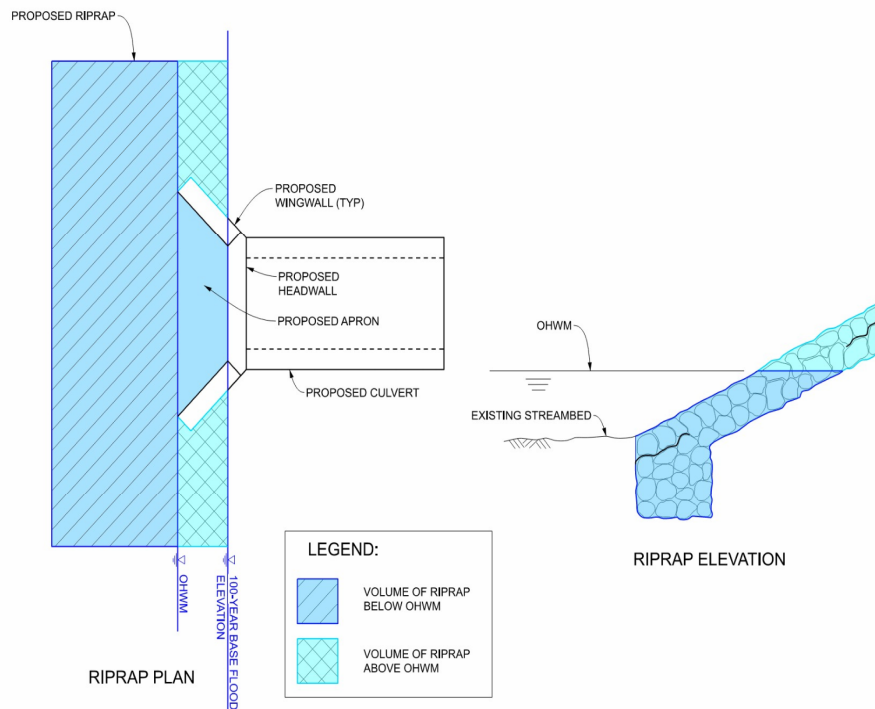 PROPOSED RIPRAP
PROPOSED
WINGWALL (TYP)
PROPOSED
HEADWALL
PROPOSED APRON
PROPOSED CULVERT
OHWM
100-YEAR BASE FLOOD
ELEVATION
RIPRAP PLAN
LEGEND:
VOLUME OF RIPRAP
BELOW OHWM
VOLUME OF RIPRAP
ABOVE OHWM
OHWM
EXISTING STREAMBED
RIPRAP ELEVATION